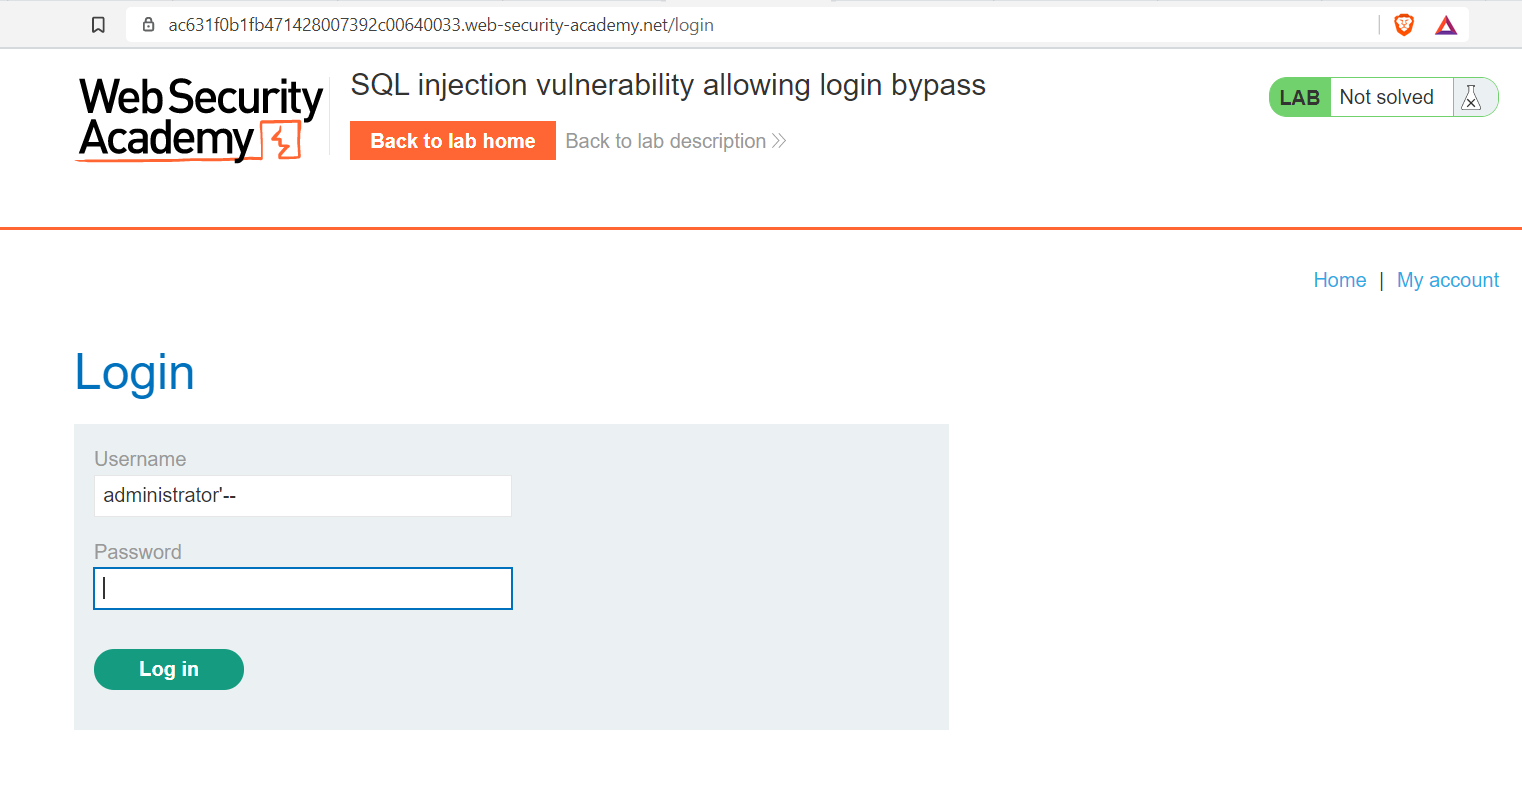 ac631f0b1fb471428007392c00640033.web-security-academy.net/login
Web Security
Academy
SQL injection vulnerability allowing login bypass
Back to lab home
Back to lab description
LAB
Not solved
Home | My account
Login
Username
administrator'--
Password
Log in